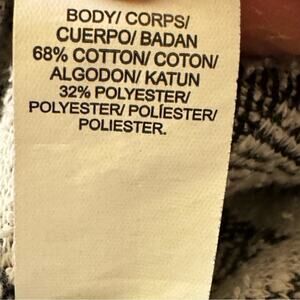 BODY/ CORPS/
CUERPO/ BADAN
68% COTTON/ COTON/
ALGODON/ KATUN
32% POLYESTER/
POLYESTER/ POLÍESTER/
POLIESTER.